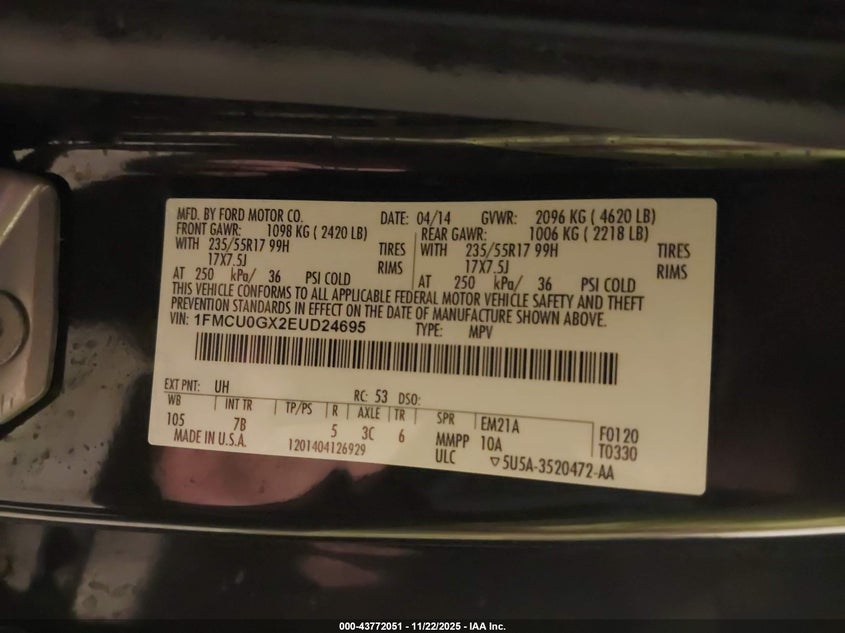 MFD. BY FORD MOTOR CO. DATE: 04/14 GVWR: 2096 KG ( 4620 LB)
FRONT GAWR: 1098 KG ( 2420 LB) REAR GAWR: 1006 KG ( 2218 LB)
WITH 235/55R17 99H TIRES WITH 235/55R17 99H TIRES
17X7.5J RIMS 17X7.5J RIMS
AT 250 kPa/ 36 PSI COLD AT 250 kPa/ 36 PSI COLD
THIS VEHICLE CONFORMS TO ALL APPLICABLE FEDERAL MOTOR VEHICLE SAFETY AND THEFT
PREVENTION STANDARDS IN EFFECT ON THE DATE OF MANUFACTURE SHOWN ABOVE.
VIN: 1FMCU0GX2EUD24695 TYPE: MPV
EXT PNT: UH RC: 53 DSO:
WB INT TR TP/PS R AXLE TR SPR EM21A
105 7B 5 3C 6 MMPP 10A F0120
MADE IN U.S.A. 1201404126929 ULC 5U5A-3520472-AA T0330
000-43772051 - 11/22/2025 - IAA Inc.